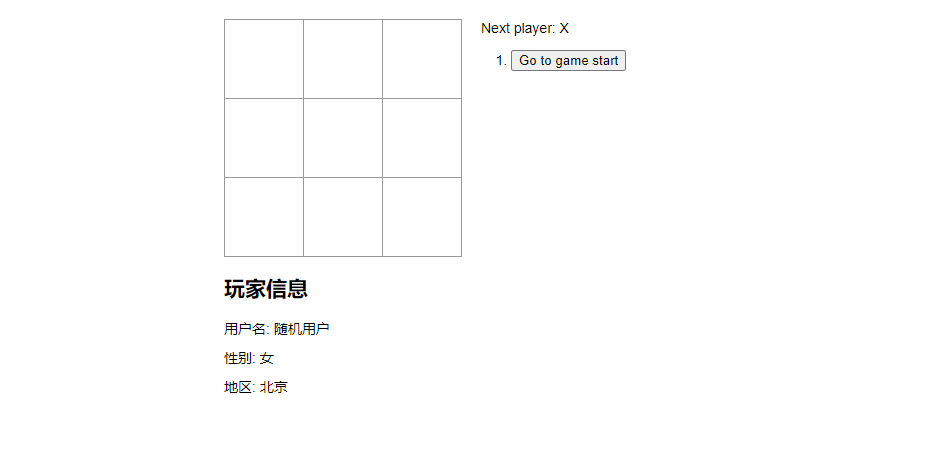 Next player: X
1. Go to game start
玩家信息
用户名: 随机用户
性别: 女
地区: 北京